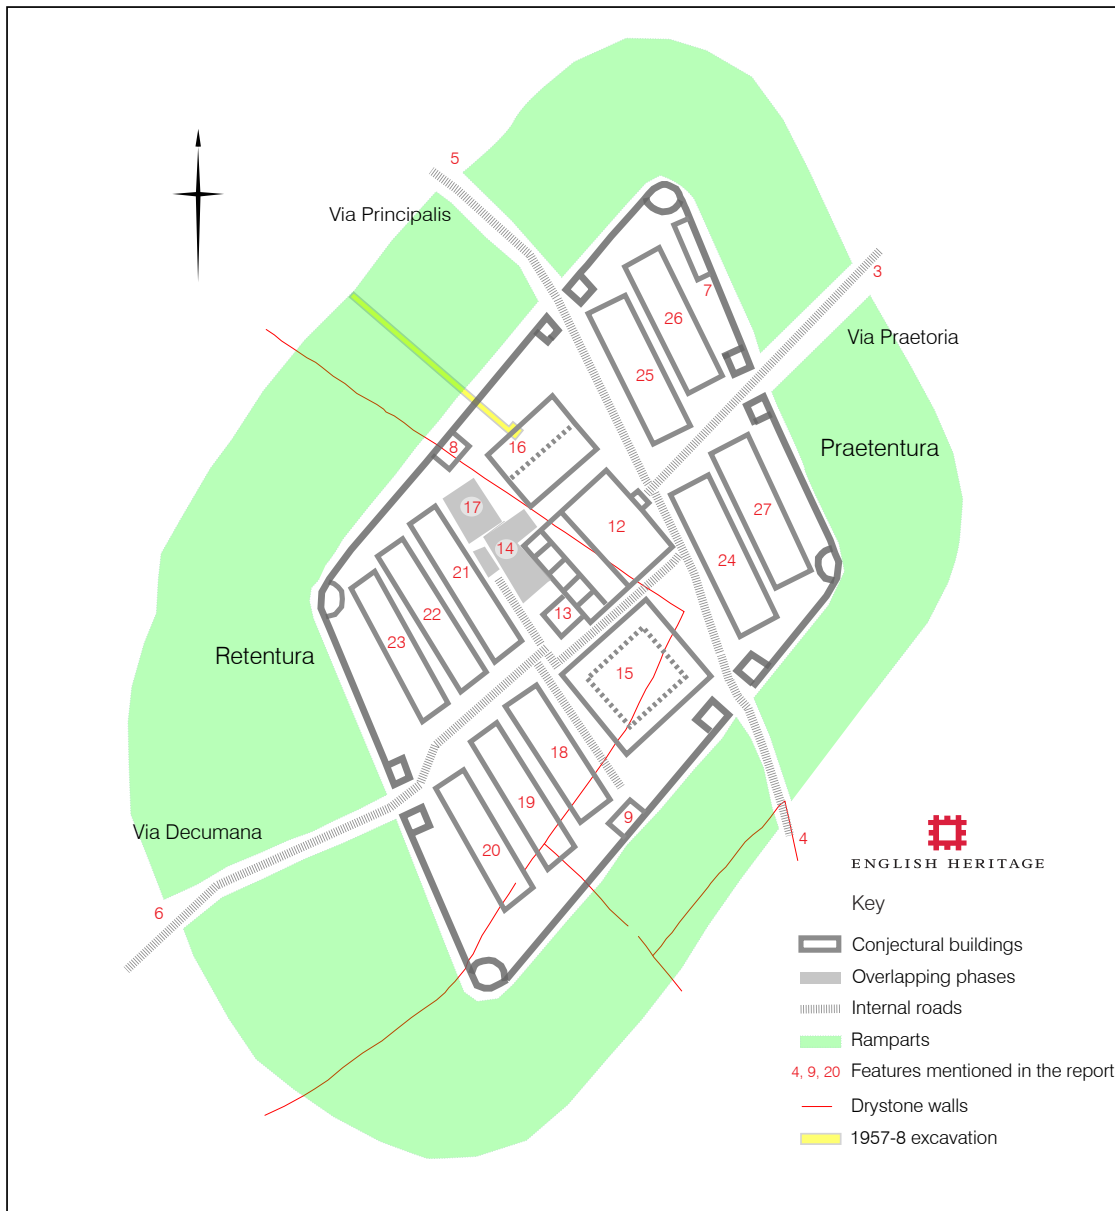 5
Via Principalis
3
7
26
Via Praetoria
25
8
16
Praetentura
17
27
12
14
24
21
22
13
23
Retentura
15
18
19
9
Via Decumana
4
20
ENGLISH HERITAGE
6
Key
Conjectural buildings
Overlapping phases
Internal roads
Ramparts
4, 9, 20 Features mentioned in the report
Drystone walls
1957-8 excavation